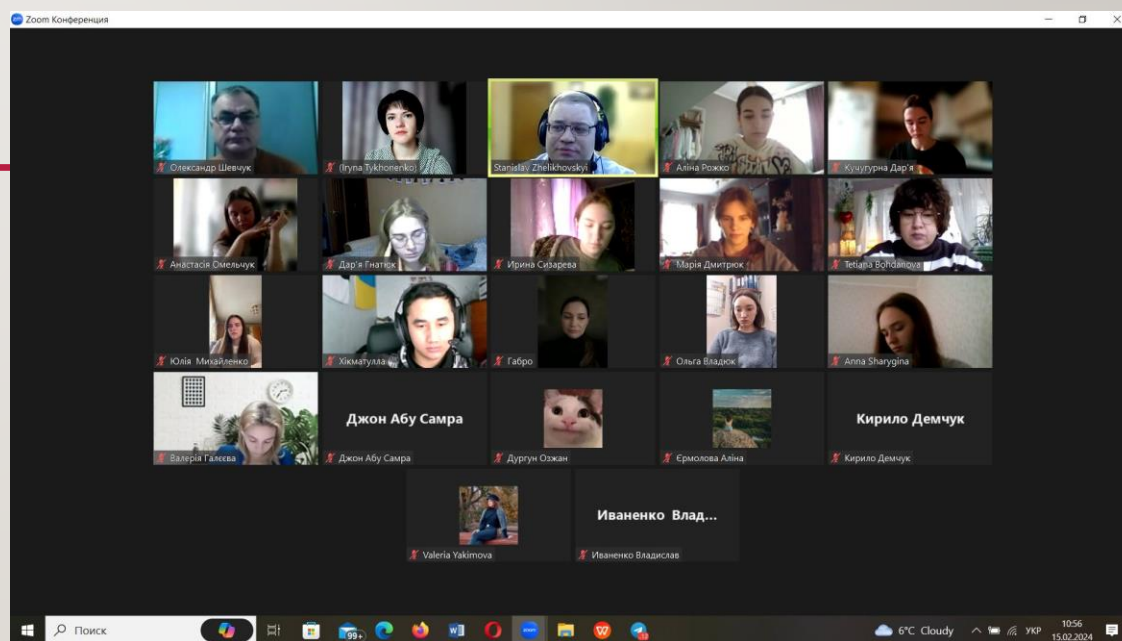 Zoom Конференция
Олександр Шевчук
(Iryna Tykhonenko)
Stanislav Zhelikhovskyi
Аліна Рожко
Кучугурна Дар'я
Анастасія Омельчук
Дар'я Гнатюк
Ирина Сизарева
Марія Дмитрюк
Tetiana Bohdanova
Юлія Михайленко
Хікматулла
Габро
Ольга Владюк
Anna Sharygina
Валерія Галєєва
Джон Абу Самра
Джон Абу Самра
Дургун Озжан
Єрмолова Аліна
Кирило Демчук
Кирило Демчук
Valeria Yakimova
Иваненко Влад...
Иваненко Владислав
Поиск
99+
zoom
6°C Cloudy
УКР
10:56
15.02.2024